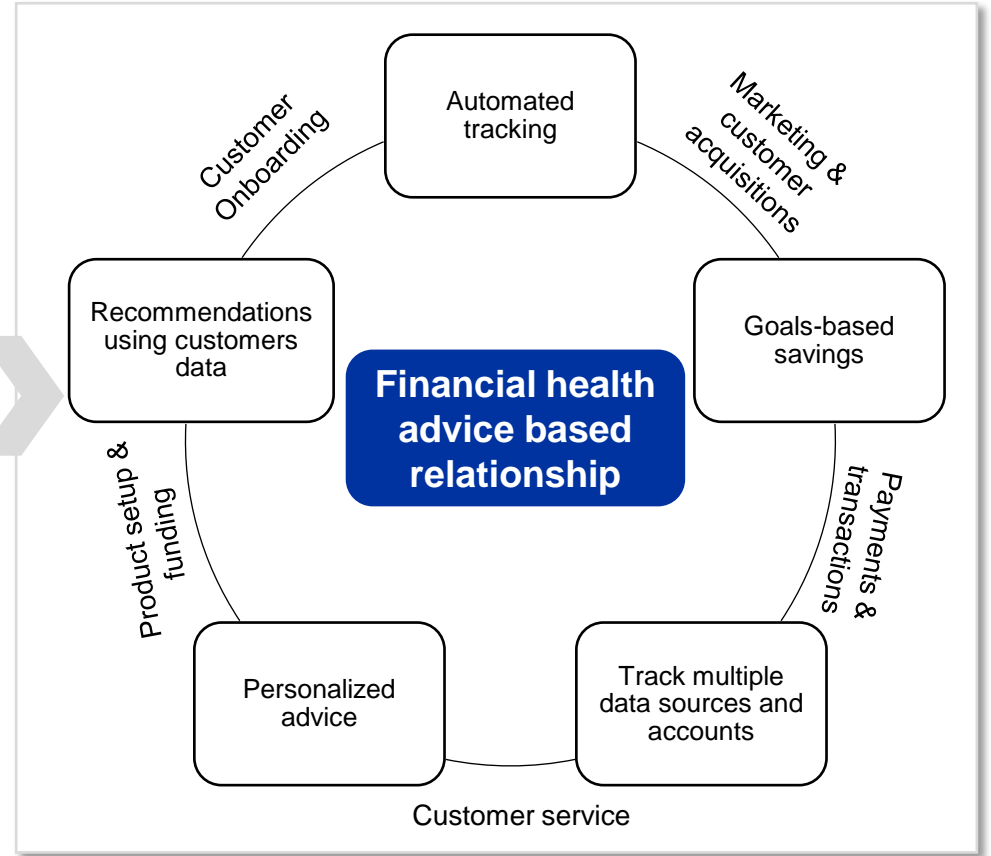 Automated
tracking
Marketing &
customer
acquisitions
Customer
Onboarding
Recommendations
using customers
data
Goals-based
savings
Financial health
advice based
relationship
Product setup &
funding
Payments &
transactions
Personalized
advice
Track multiple
data sources and
accounts
Customer service